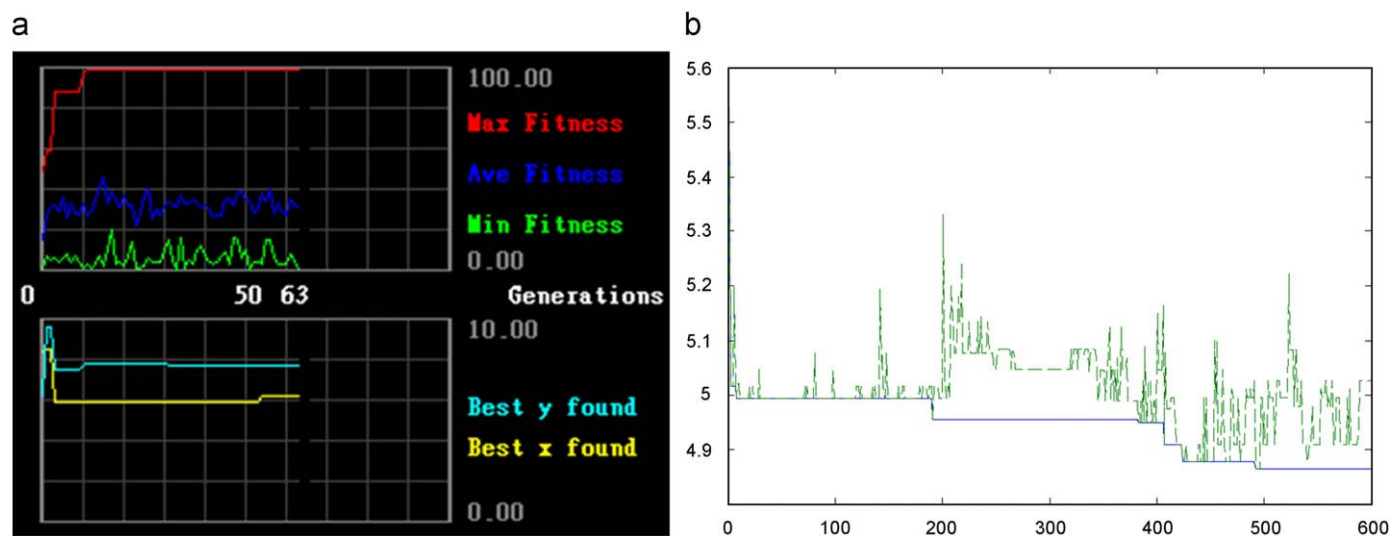 a
100.00
Max Fitness
Ave Fitness
Min Fitness
0.00
0 50 63 Generations
10.00
Best y found
Best x found
0.00
b
5.6
5.5
5.4
5.3
5.2
5.1
5
4.9
0 100 200 300 400 500 600